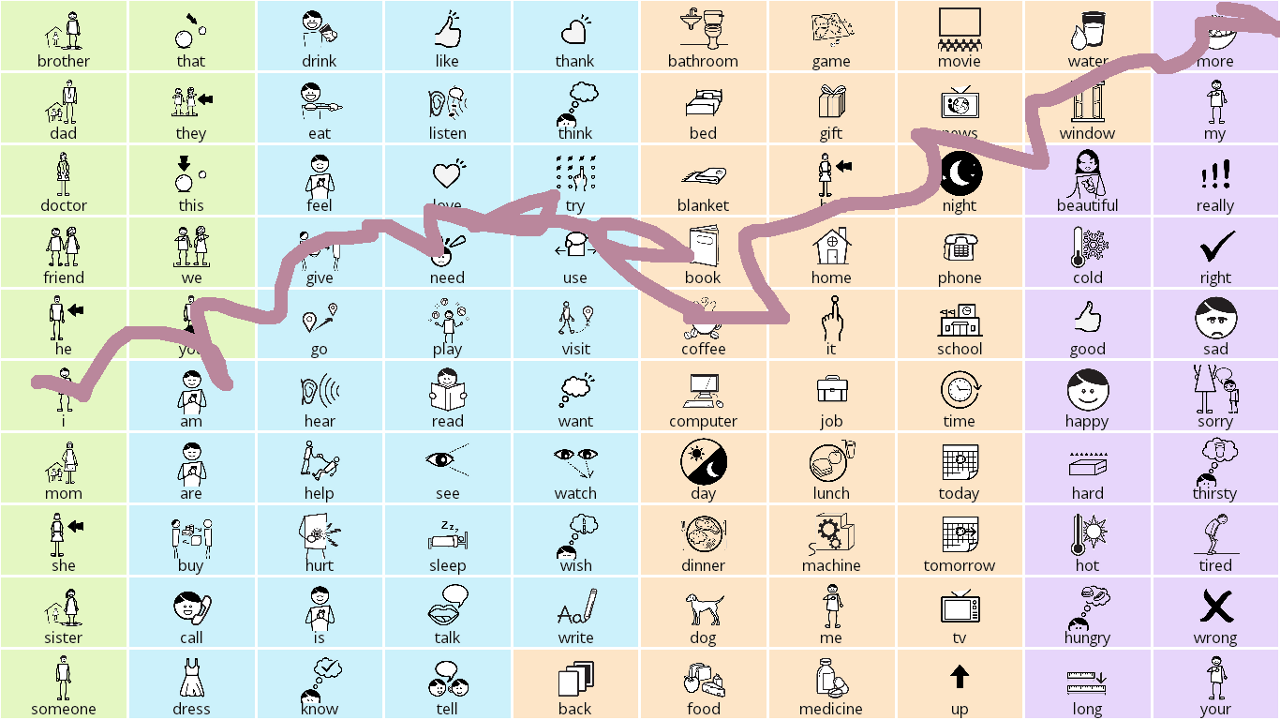 brother that drink like thank bathroom game movie water more
dad they eat listen think bed gift news window my
doctor this feel love try blanket night beautiful really
friend we give need use book home phone cold right
he you go play visit coffee it school good sad
i am hear read want computer job time happy sorry
mom are help see watch day lunch today hard thirsty
she buy hurt sleep wish dinner machine tomorrow hot tired
sister call is talk write dog me tv hungry wrong
someone dress know tell back food medicine up long your